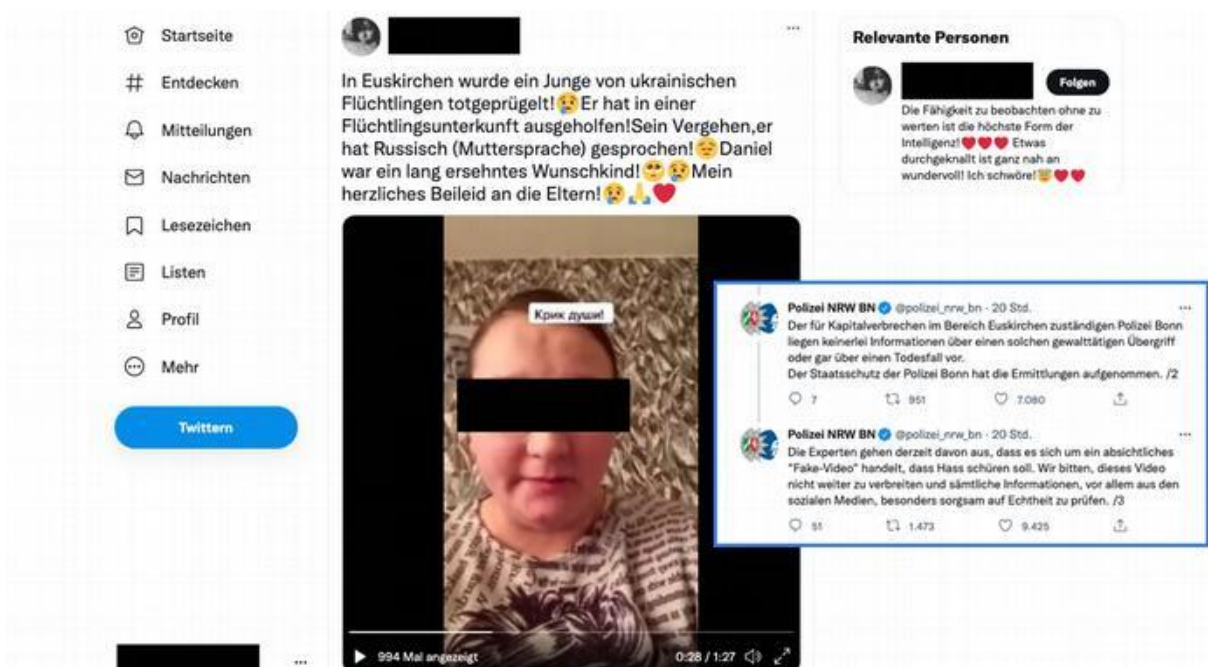 Startseite
Entdecken
Mitteilungen
Nachrichten
Lesezeichen
Listen
Profil
Mehr
Twittern
In Euskirchen wurde ein Junge von ukrainischen
Flüchtlingen totgeprügelt!😢Er hat in einer
Flüchtlingsunterkunft ausgeholfen!Sein Vergehen,er
hat Russisch (Muttersprache) gesprochen!😔Daniel
war ein lang ersehntes Wunschkind!🥺😢Mein
herzliches Beileid an die Eltern!😢🙏❤️
Крик души!
994 Mal angezeigt
0:28 / 1:27
Relevante Personen
Folgen
Die Fähigkeit zu beobachten ohne zu
werten ist die höchste Form der
Intelligenz!❤️❤️❤️ Etwas
durchgeknallt ist ganz nah an
wundervoll! Ich schwöre!😇❤️❤️
Polizei NRW BN @polizei_nrw_bn · 20 Std.
Der für Kapitalverbrechen im Bereich Euskirchen zuständigen Polizei Bonn
liegen keinerlei Informationen über einen solchen gewalttätigen Übergriff
oder gar über einen Todesfall vor.
Der Staatsschutz der Polizei Bonn hat die Ermittlungen aufgenommen. /2
7 951 7.080
Polizei NRW BN @polizei_nrw_bn · 20 Std.
Die Experten gehen derzeit davon aus, dass es sich um ein absichtliches
"Fake-Video" handelt, dass Hass schüren soll. Wir bitten, dieses Video
nicht weiter zu verbreiten und sämtliche Informationen, vor allem aus den
sozialen Medien, besonders sorgsam auf Echtheit zu prüfen. /3
51 1.473 9.425